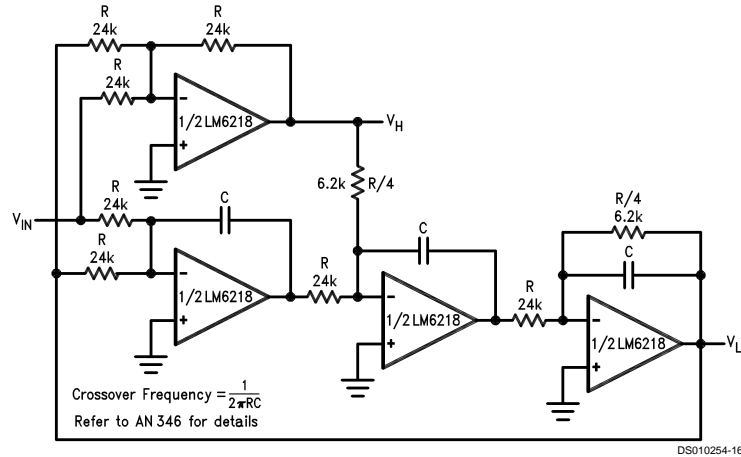 R
24k
R
24k
R
24k
1/2 LM6218
V_H
6.2k R/4
V_IN
R
24k
C
R
24k
1/2 LM6218
R
24k
C
1/2 LM6218
R
24k
R/4
6.2k
C
1/2 LM6218
V_L
−
+
−
+
−
+
−
+
Crossover Frequency = 1/2πRC
Refer to AN 346 for details
DS010254-16